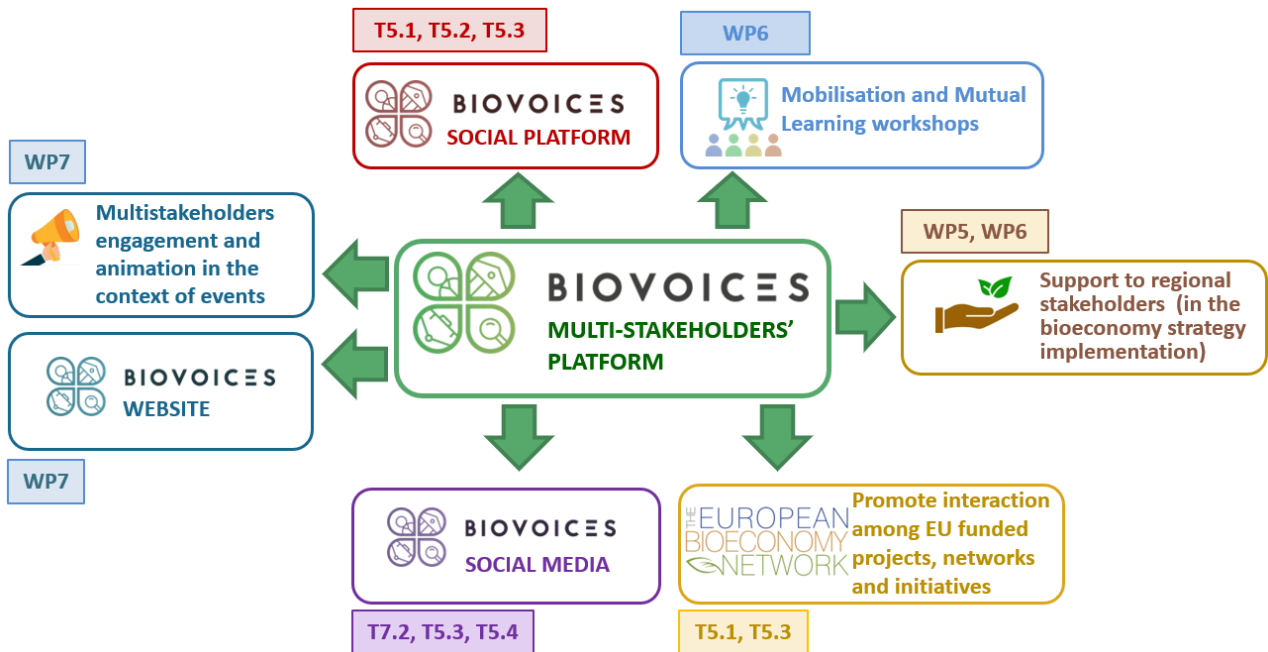 T5.1, T5.2, T5.3
BIOVOICES
SOCIAL PLATFORM
WP6
Mobilisation and Mutual
Learning workshops
WP7
Multistakeholders
engagement and
animation in the
context of events
BIOVOICES
MULTI-STAKEHOLDERS’
PLATFORM
WP5, WP6
Support to regional
stakeholders (in the
bioeconomy strategy
implementation)
BIOVOICES
WEBSITE
WP7
BIOVOICES
SOCIAL MEDIA
T7.2, T5.3, T5.4
THE EUROPEAN
BIOECONOMY
NETWORK
Promote interaction
among EU funded
projects, networks
and initiatives
T5.1, T5.3